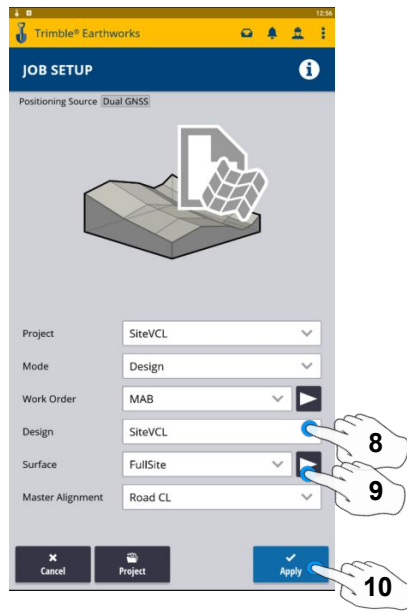 12:56
Trimble® Earthworks
JOB SETUP
Positioning Source Dual GNSS
Project SiteVCL
Mode Design
Work Order MAB
Design SiteVCL
8
Surface FullSite
9
Master Alignment Road CL
Cancel Project Apply
10